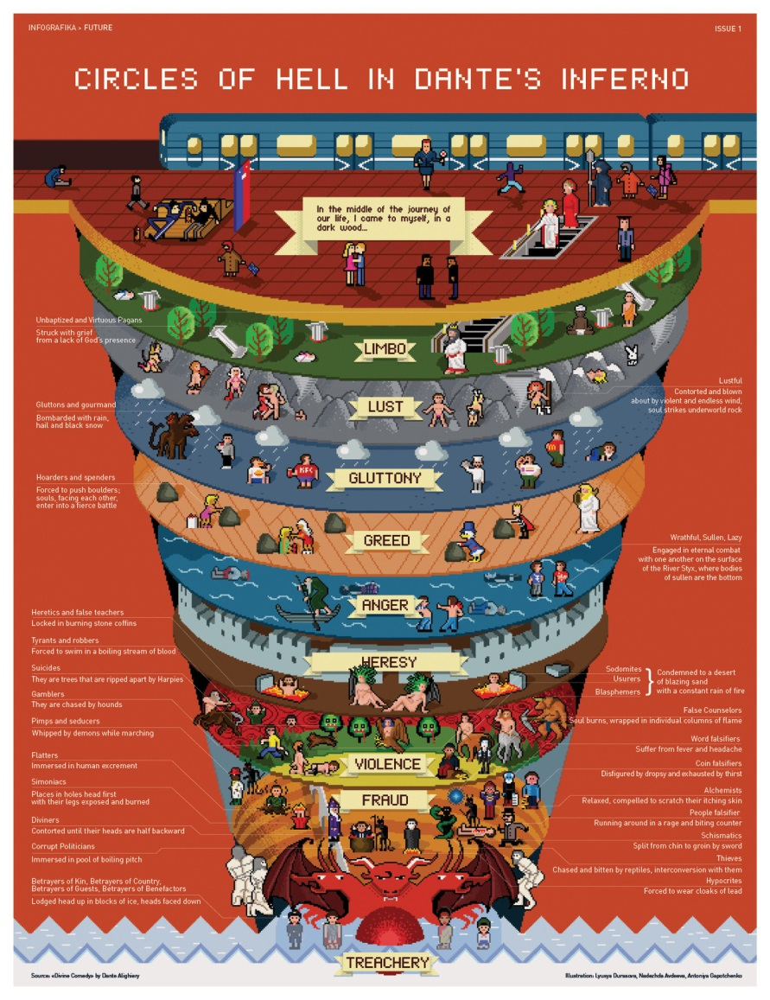 INFOGRAFIKA > FUTURE
ISSUE 1
CIRCLES OF HELL IN DANTE'S INFERNO
In the middle of the journey of
our life, I came to myself, in a
dark wood...
Unbaptized and Virtuous Pagans
Struck with grief
from a lack of God's presence
LIMBO
Lustful
Contorted and blown
about by violent and endless wind,
soul strikes underworld rock
LUST
Gluttons and gourmand
Bombarded with rain,
hail and black snow
KFC
GLUTTONY
Hoarders and spenders
Forced to push boulders;
souls, facing each other,
enter into a fierce battle
GREED
Wrathful, Sullen, Lazy
Engaged in eternal combat
with one another on the surface
of the River Styx, where bodies
of sullen are the bottom
ANGER
Heretics and false teachers
Locked in burning stone coffins
HERESY
Tyrants and robbers
Forced to swim in a boiling stream of blood
Suicides
They are trees that are ripped apart by Harpies
Gamblers
They are chased by hounds
Sodomites
Usurers
Blasphemers
Condemned to a desert
of blazing sand
with a constant rain of fire
VIOLENCE
Pimps and seducers
Whipped by demons while marching
Flatters
Immersed in human excrement
Simoniacs
Places in holes head first
with their legs exposed and burned
Diviners
Contorted until their heads are half backward
Corrupt Politicians
Immersed in pool of boiling pitch
FRAUD
False Counselors
Soul burns, wrapped in individual columns of flame
Word falsifiers
Suffer from fever and headache
Coin falsifiers
Disfigured by dropsy and exhausted by thirst
Alchemists
Relaxed, compelled to scratch their itching skin
People falsifier
Running around in a rage and biting counter
Schismatics
Split from chin to groin by sword
Thieves
Chased and bitten by reptiles, interconversion with them
Hypocrites
Forced to wear cloaks of lead
Betrayers of Kin, Betrayers of Country,
Betrayers of Guests, Betrayers of Benefactors
Lodged head up in blocks of ice, heads faced down
TREACHERY
Source: «Divine Comedy» by Dante Alighiery
Illustration: Lyusya Durasova, Nadezhda Avdeeva, Antoniya Gapotchenko